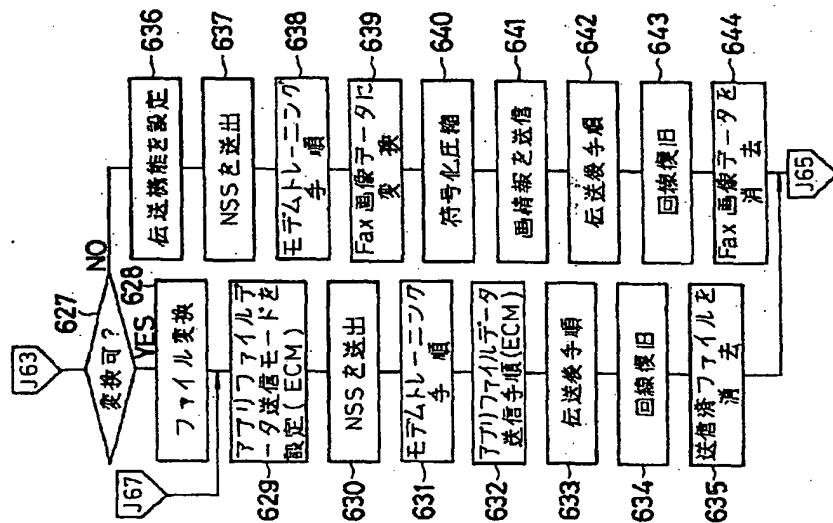 J63
627
変換可?
NO
YES
628
ファイル変換
J67
アプリファイルデ
ータ送信モードを
設定(ECM)
629
NSSを送出
630
モデムトレーニング
手順
631
アプリファイルデータ
送信手順(ECM)
632
伝送後手順
633
回線復旧
634
送信済ファイルを
消去
635
伝送機能を設定
636
NSSを送出
637
モデムトレーニング
手順
638
Fax画像データに
変換
639
符号化圧縮
640
画情報を送信
641
伝送後手順
642
回線復旧
643
Fax画像データを
消去
644
J65